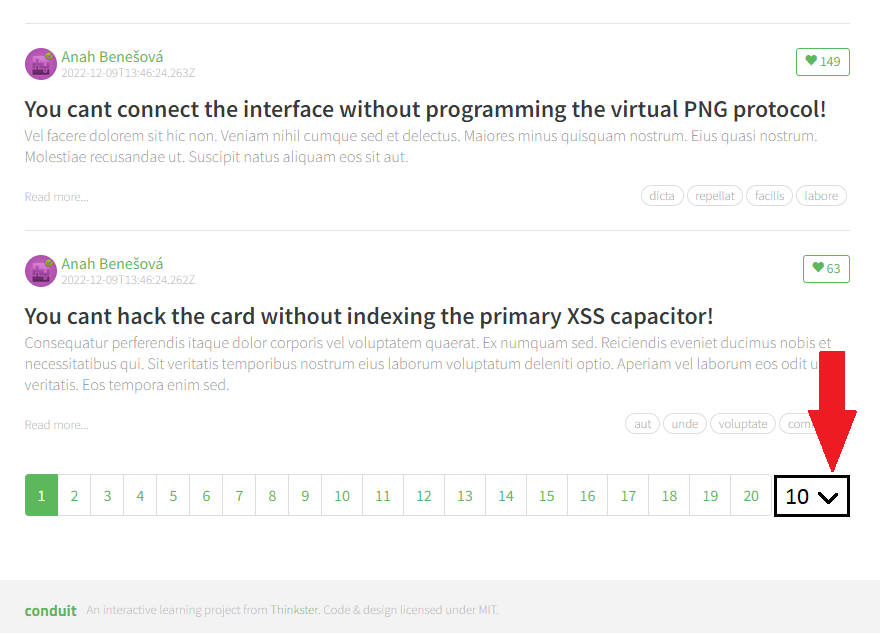 Anah Benešová
2022-12-09T13:46:24.263Z
149
You cant connect the interface without programming the virtual PNG protocol!
Vel facere dolorem sit hic non. Veniam nihil cumque sed et delectus. Maiores minus quisquam nostrum. Eius quasi nostrum.
Molestiae recusandae ut. Suscipit natus aliquam eos sit aut.
Read more... dicta repellat facilis labore
Anah Benešová
2022-12-09T13:46:24.262Z
63
You cant hack the card without indexing the primary XSS capacitor!
Consequatur perferendis itaque dolor corporis vel voluptatem quaerat. Ex numquam sed. Reiciendis eveniet ducimus nobis et
necessitatibus qui. Sit veritatis temporibus nostrum eius laborum voluptatum deleniti optio. Aperiam vel laborum eos odit
veritatis. Eos tempora enim sed.
Read more... aut unde voluptate
1 2 3 4 5 6 7 8 9 10 11 12 13 14 15 16 17 18 19 20 10
conduit An interactive learning project from Thinkster. Code & design licensed under MIT.